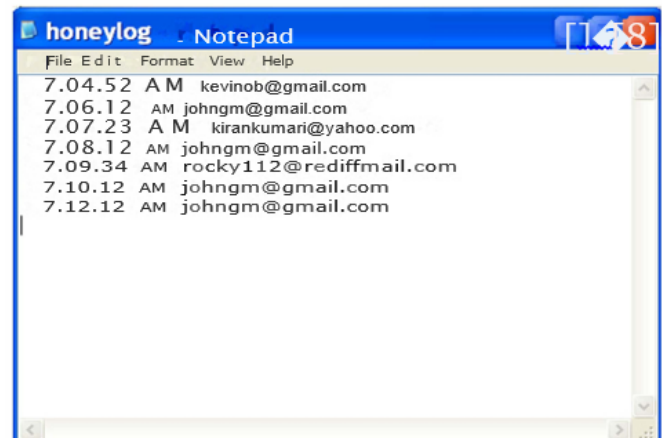 honeylog - Notepad
File Edit Format View Help
7.04.52 AM kevinob@gmail.com
7.06.12 AM johngm@gmail.com
7.07.23 AM kirankumari@yahoo.com
7.08.12 AM johngm@gmail.com
7.09.34 AM rocky112@rediffmail.com
7.10.12 AM johngm@gmail.com
7.12.12 AM johngm@gmail.com